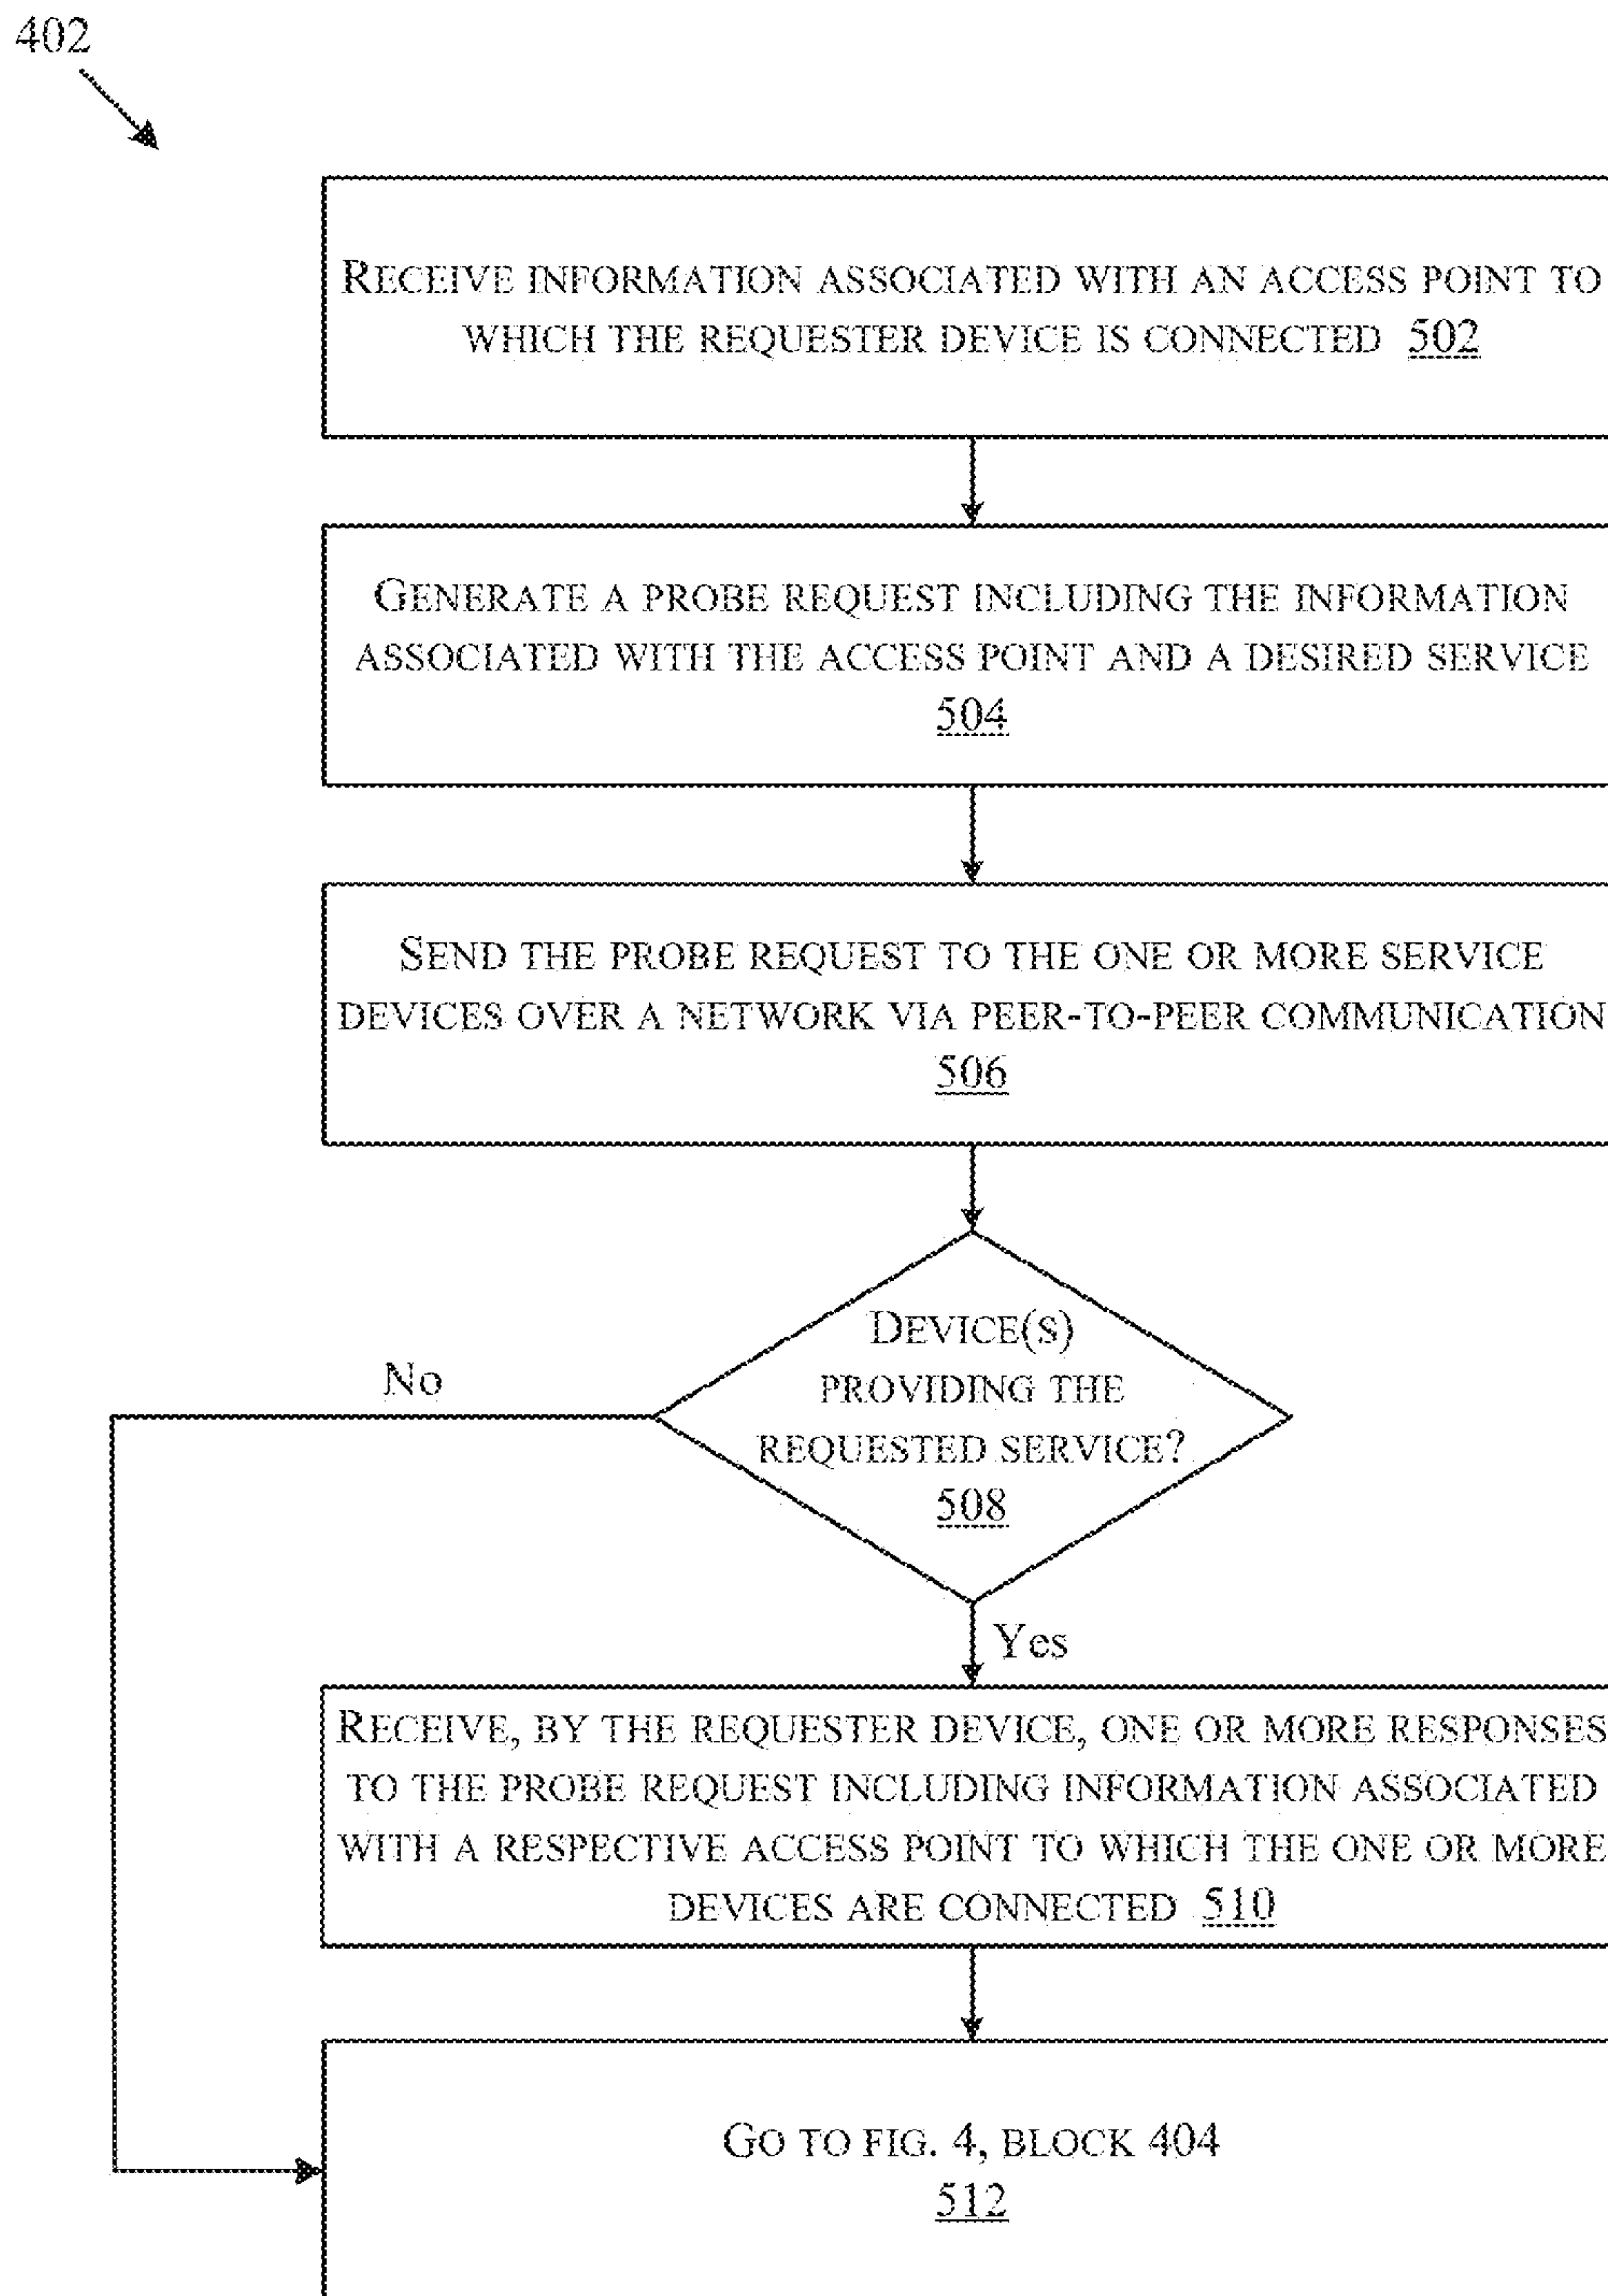 402
RECEIVE INFORMATION ASSOCIATED WITH AN ACCESS POINT TO
WHICH THE REQUESTER DEVICE IS CONNECTED 502
GENERATE A PROBE REQUEST INCLUDING THE INFORMATION
ASSOCIATED WITH THE ACCESS POINT AND A DESIRED SERVICE
504
SEND THE PROBE REQUEST TO THE ONE OR MORE SERVICE
DEVICES OVER A NETWORK VIA PEER-TO-PEER COMMUNICATION
506
DEVICE(S)
PROVIDING THE
REQUESTED SERVICE?
508
No
Yes
RECEIVE, BY THE REQUESTER DEVICE, ONE OR MORE RESPONSES
TO THE PROBE REQUEST INCLUDING INFORMATION ASSOCIATED
WITH A RESPECTIVE ACCESS POINT TO WHICH THE ONE OR MORE
DEVICES ARE CONNECTED 510
GO TO FIG. 4, BLOCK 404
512